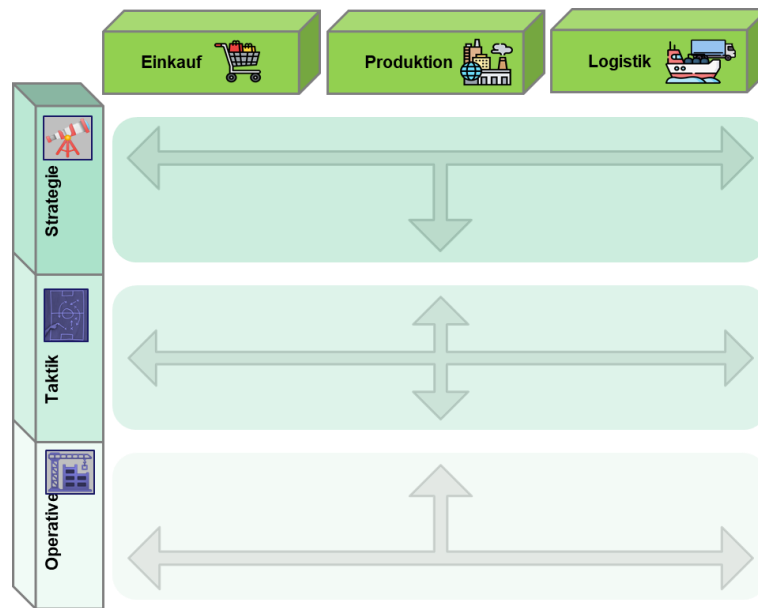 Einkauf
Produktion
Logistik
Strategie
Taktik
Operative